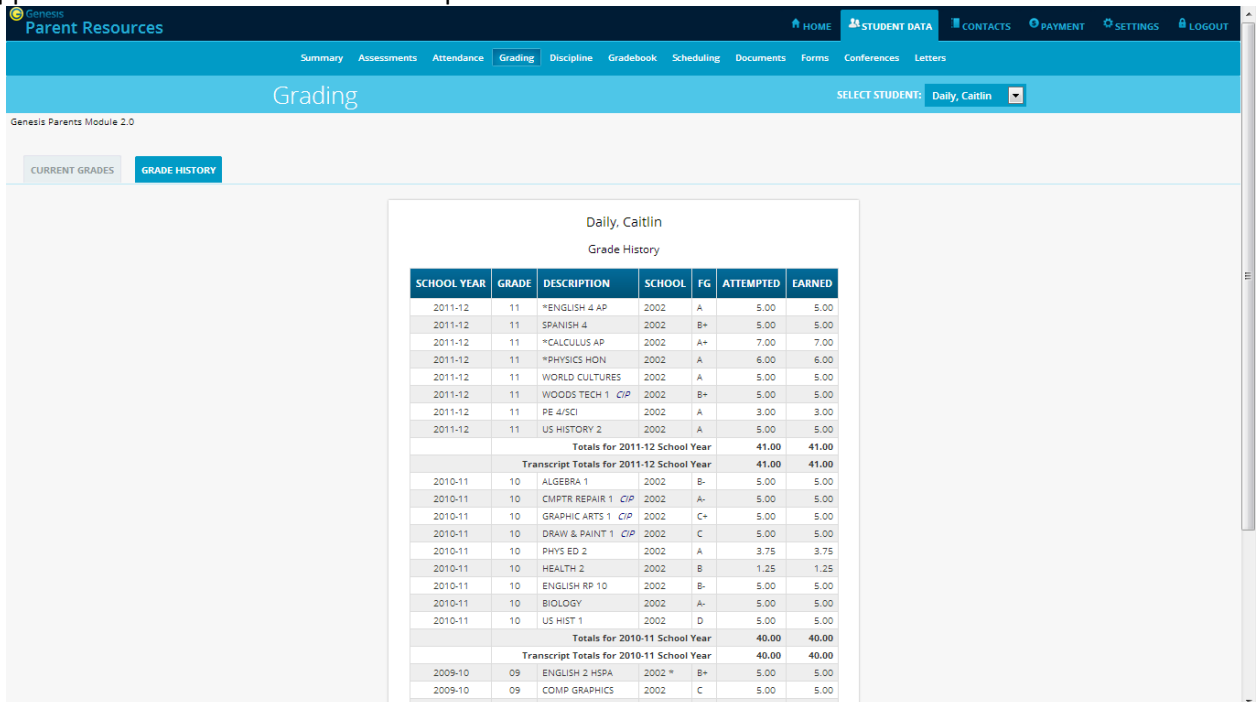 Genesis
Parent Resources
HOME STUDENT DATA CONTACTS PAYMENT SETTINGS LOGOUT
Summary Assessments Attendance Grading Discipline Gradebook Scheduling Documents Forms Conferences Letters
Grading
SELECT STUDENT: Daily, Caitlin
Genesis Parents Module 2.0
CURRENT GRADES GRADE HISTORY
Daily, Caitlin
Grade History
SCHOOL YEAR GRADE DESCRIPTION SCHOOL FG ATTEMPTED EARNED
2011-12 11 *ENGLISH 4 AP 2002 A 5.00 5.00
2011-12 11 SPANISH 4 2002 B+ 5.00 5.00
2011-12 11 *CALCULUS AP 2002 A+ 7.00 7.00
2011-12 11 *PHYSICS HON 2002 A 6.00 6.00
2011-12 11 WORLD CULTURES 2002 A 5.00 5.00
2011-12 11 WOODS TECH 1 CIP 2002 B+ 5.00 5.00
2011-12 11 PE 4/SCI 2002 A 3.00 3.00
2011-12 11 US HISTORY 2 2002 A 5.00 5.00
Totals for 2011-12 School Year 41.00 41.00
Transcript Totals for 2011-12 School Year 41.00 41.00
2010-11 10 ALGEBRA 1 2002 B- 5.00 5.00
2010-11 10 CMPTR REPAIR 1 CIP 2002 A- 5.00 5.00
2010-11 10 GRAPHIC ARTS 1 CIP 2002 C+ 5.00 5.00
2010-11 10 DRAW & PAINT 1 CIP 2002 C 5.00 5.00
2010-11 10 PHYS ED 2 2002 A 3.75 3.75
2010-11 10 HEALTH 2 2002 B 1.25 1.25
2010-11 10 ENGLISH RP 10 2002 B- 5.00 5.00
2010-11 10 BIOLOGY 2002 A- 5.00 5.00
2010-11 10 US HIST 1 2002 D 5.00 5.00
Totals for 2010-11 School Year 40.00 40.00
Transcript Totals for 2010-11 School Year 40.00 40.00
2009-10 09 ENGLISH 2 HSPA 2002 * B+ 5.00 5.00
2009-10 09 COMP GRAPHICS 2002 C 5.00 5.00